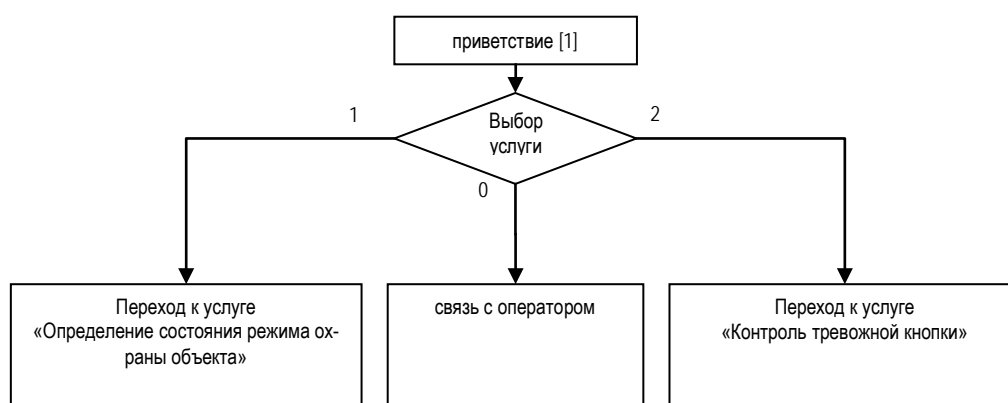 приветствие [1]
1
Выбор
услуги
2
0
Переход к услуге
«Определение состояния режима ох-
раны объекта»
связь с оператором
Переход к услуге
«Контроль тревожной кнопки»